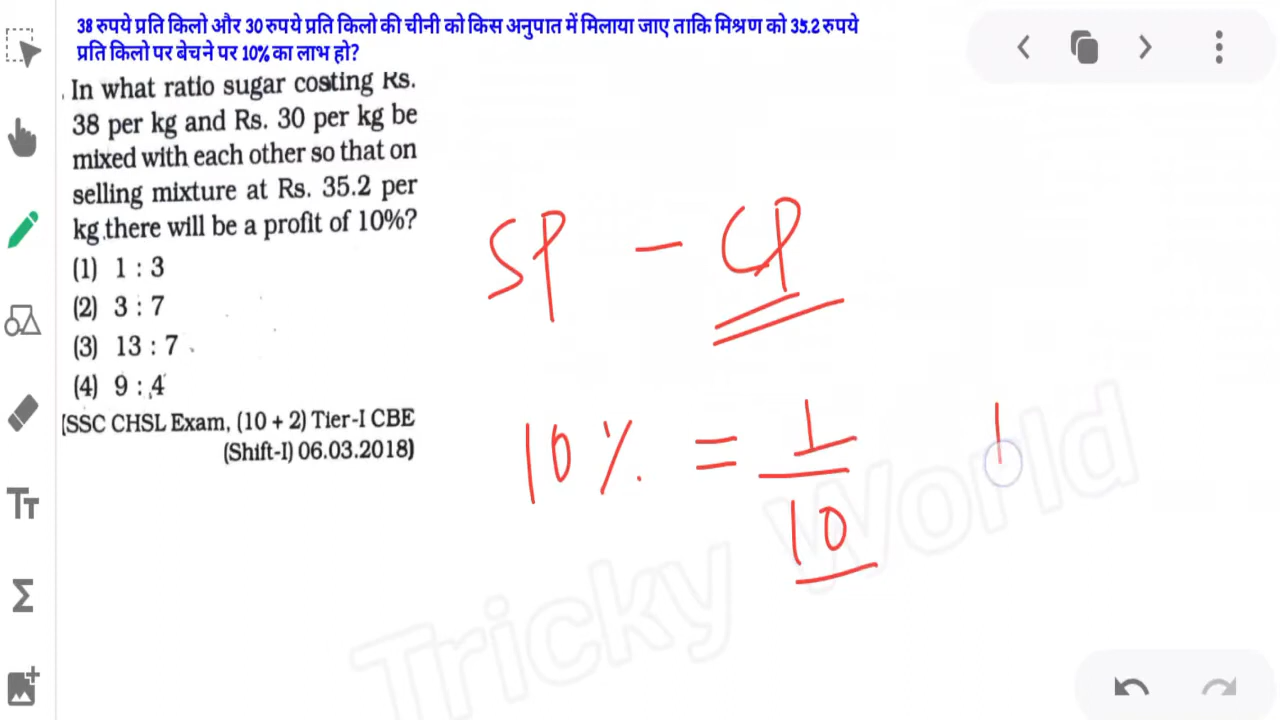 38 रुपये प्रति किलो और 30 रुपये प्रति किलो की चीनी को किस अनुपात में मिलाया जाए ताकि मिश्रण को 35.2 रुपये
प्रति किलो पर बेचने पर 10% का लाभ हो?
In what ratio sugar costing Rs.
38 per kg and Rs. 30 per kg be
mixed with each other so that on
selling mixture at Rs. 35.2 per
kg there will be a profit of 10%?
(1) 1 : 3
(2) 3 : 7
(3) 13 : 7
(4) 9 : 4
[SSC CHSL Exam, (10 + 2) Tier-I CBE
(Shift-I) 06.03.2018)
SP - CP
10% = 1/10 1
Tricky World
TT
Σ